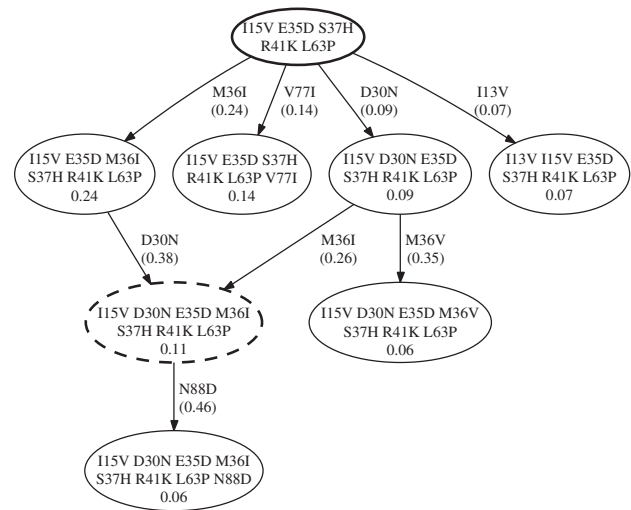 I15V E35D S37H
R41K L63P
M36I
(0.24)
V77I
(0.14)
D30N
(0.09)
I13V
(0.07)
I15V E35D M36I
S37H R41K L63P
0.24
I15V E35D S37H
R41K L63P V77I
0.14
I15V D30N E35D
S37H R41K L63P
0.09
I13V I15V E35D
S37H R41K L63P
0.07
D30N
(0.38)
M36I
(0.26)
M36V
(0.35)
I15V D30N E35D M36I
S37H R41K L63P
0.11
I15V D30N E35D M36V
S37H R41K L63P
0.06
N88D
(0.46)
I15V D30N E35D M36I
S37H R41K L63P N88D
0.06